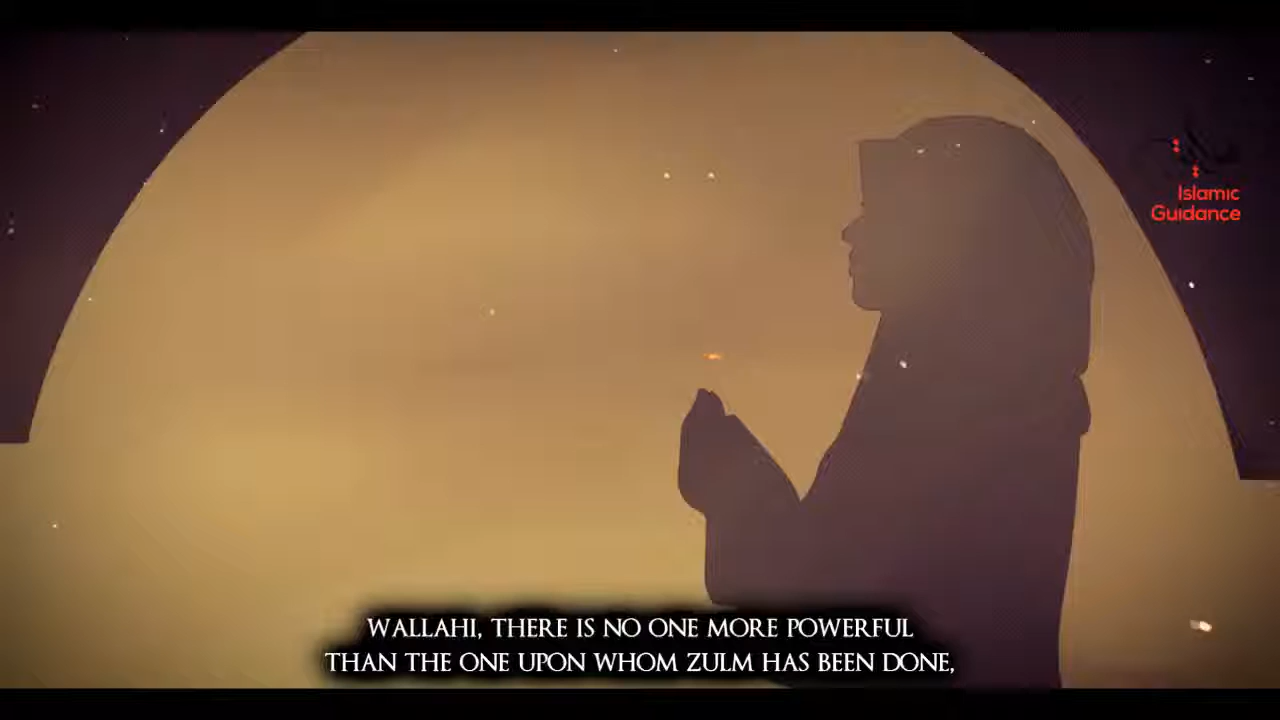 Islamic
Guidance
WALLAHI, THERE IS NO ONE MORE POWERFUL
THAN THE ONE UPON WHOM ZULM HAS BEEN DONE,